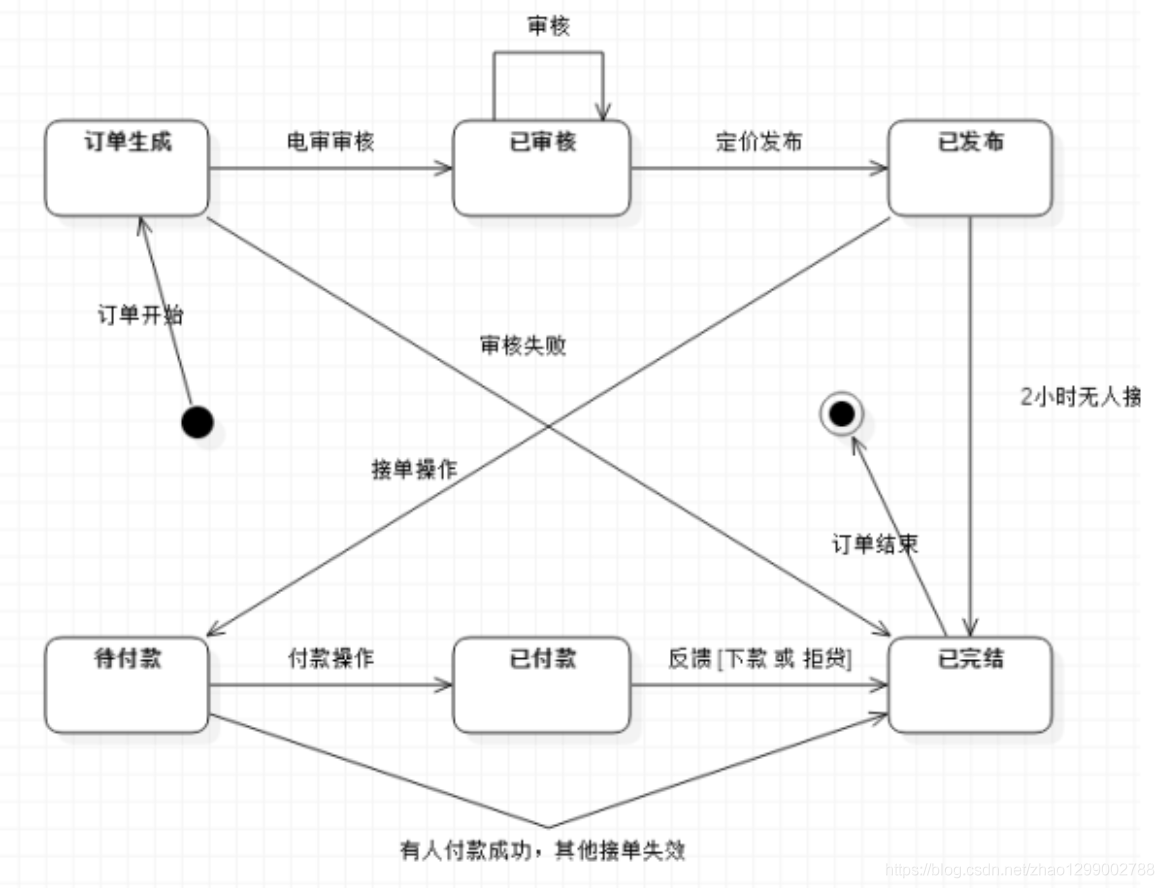 审核
订单生成
电审审核
已审核
定价发布
已发布
订单开始
审核失败
2小时无人接
接单操作
订单结束
待付款
付款操作
已付款
反馈 [下款 或 拒贷]
已完结
有人付款成功，其他接单失效
https://blog.csdn.net/zhao1299002788